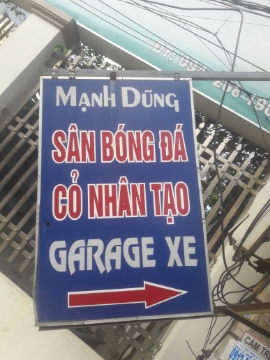 MẠNH DŨNG
SÂN BÓNG ĐÁ
CỎ NHÂN TẠO
GARAGE XE